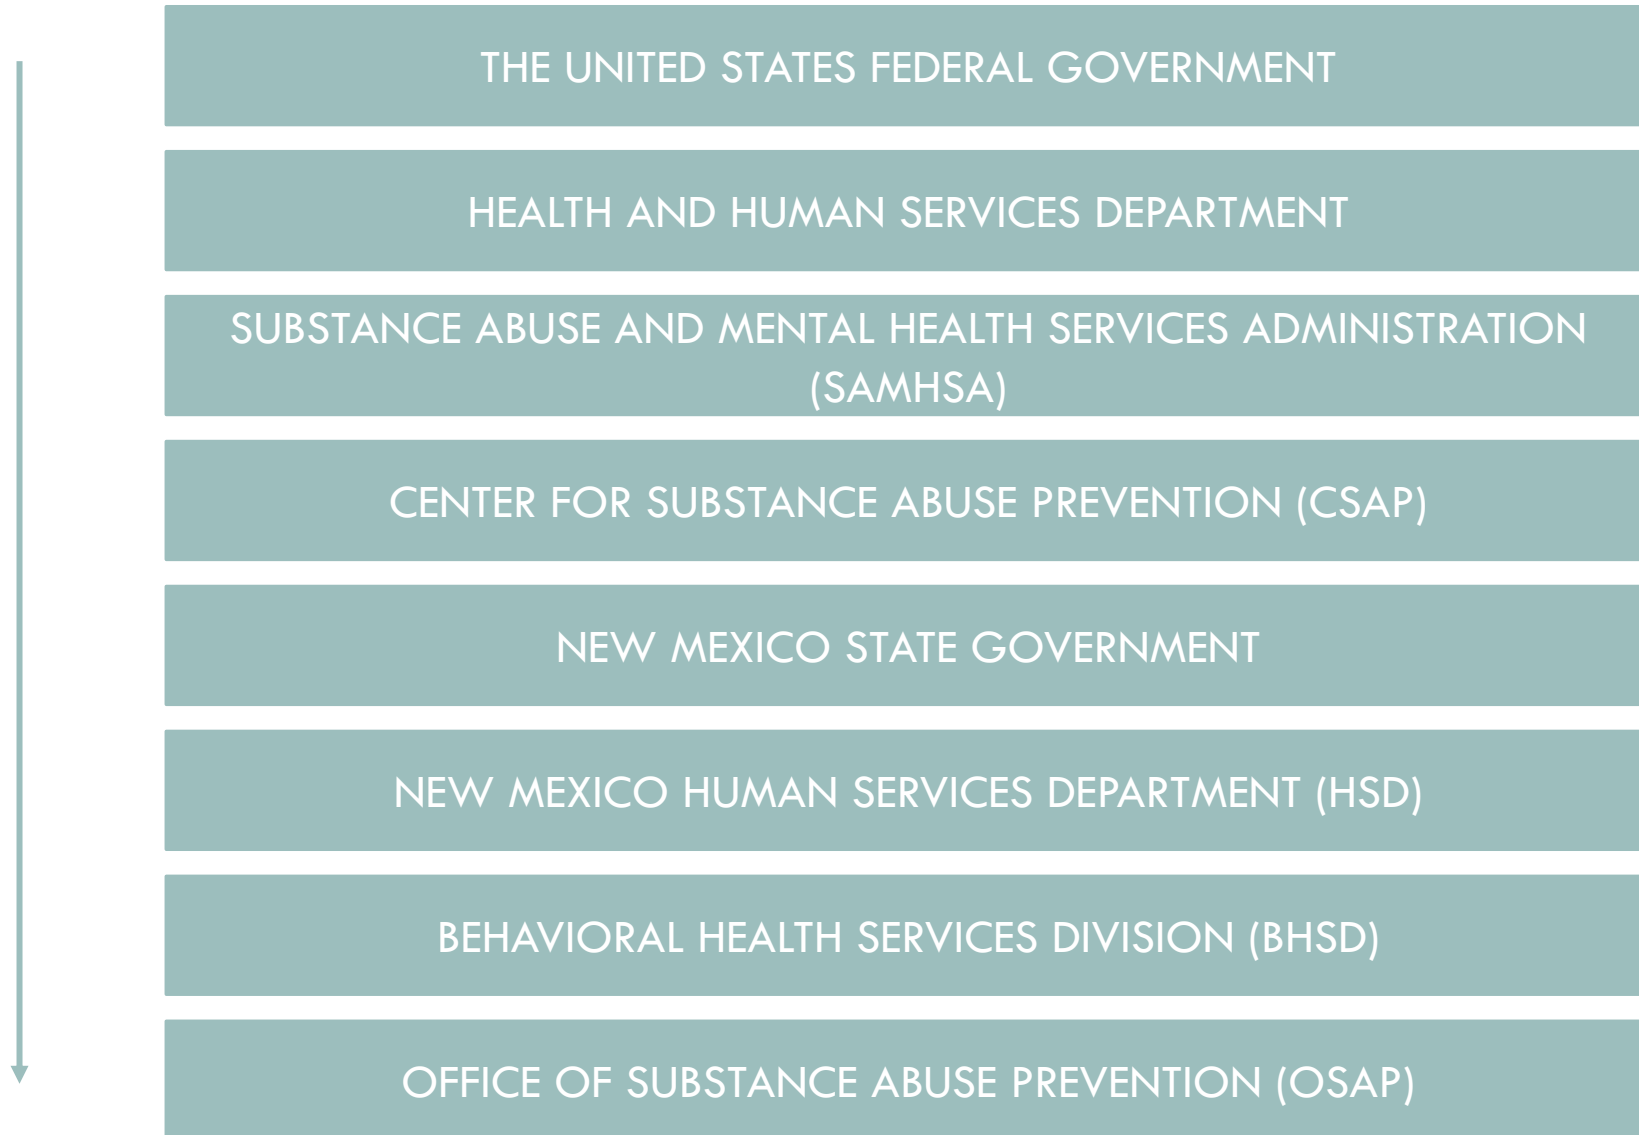 THE UNITED STATES FEDERAL GOVERNMENT
HEALTH AND HUMAN SERVICES DEPARTMENT
SUBSTANCE ABUSE AND MENTAL HEALTH SERVICES ADMINISTRATION
(SAMHSA)
CENTER FOR SUBSTANCE ABUSE PREVENTION (CSAP)
NEW MEXICO STATE GOVERNMENT
NEW MEXICO HUMAN SERVICES DEPARTMENT (HSD)
BEHAVIORAL HEALTH SERVICES DIVISION (BHSD)
OFFICE OF SUBSTANCE ABUSE PREVENTION (OSAP)